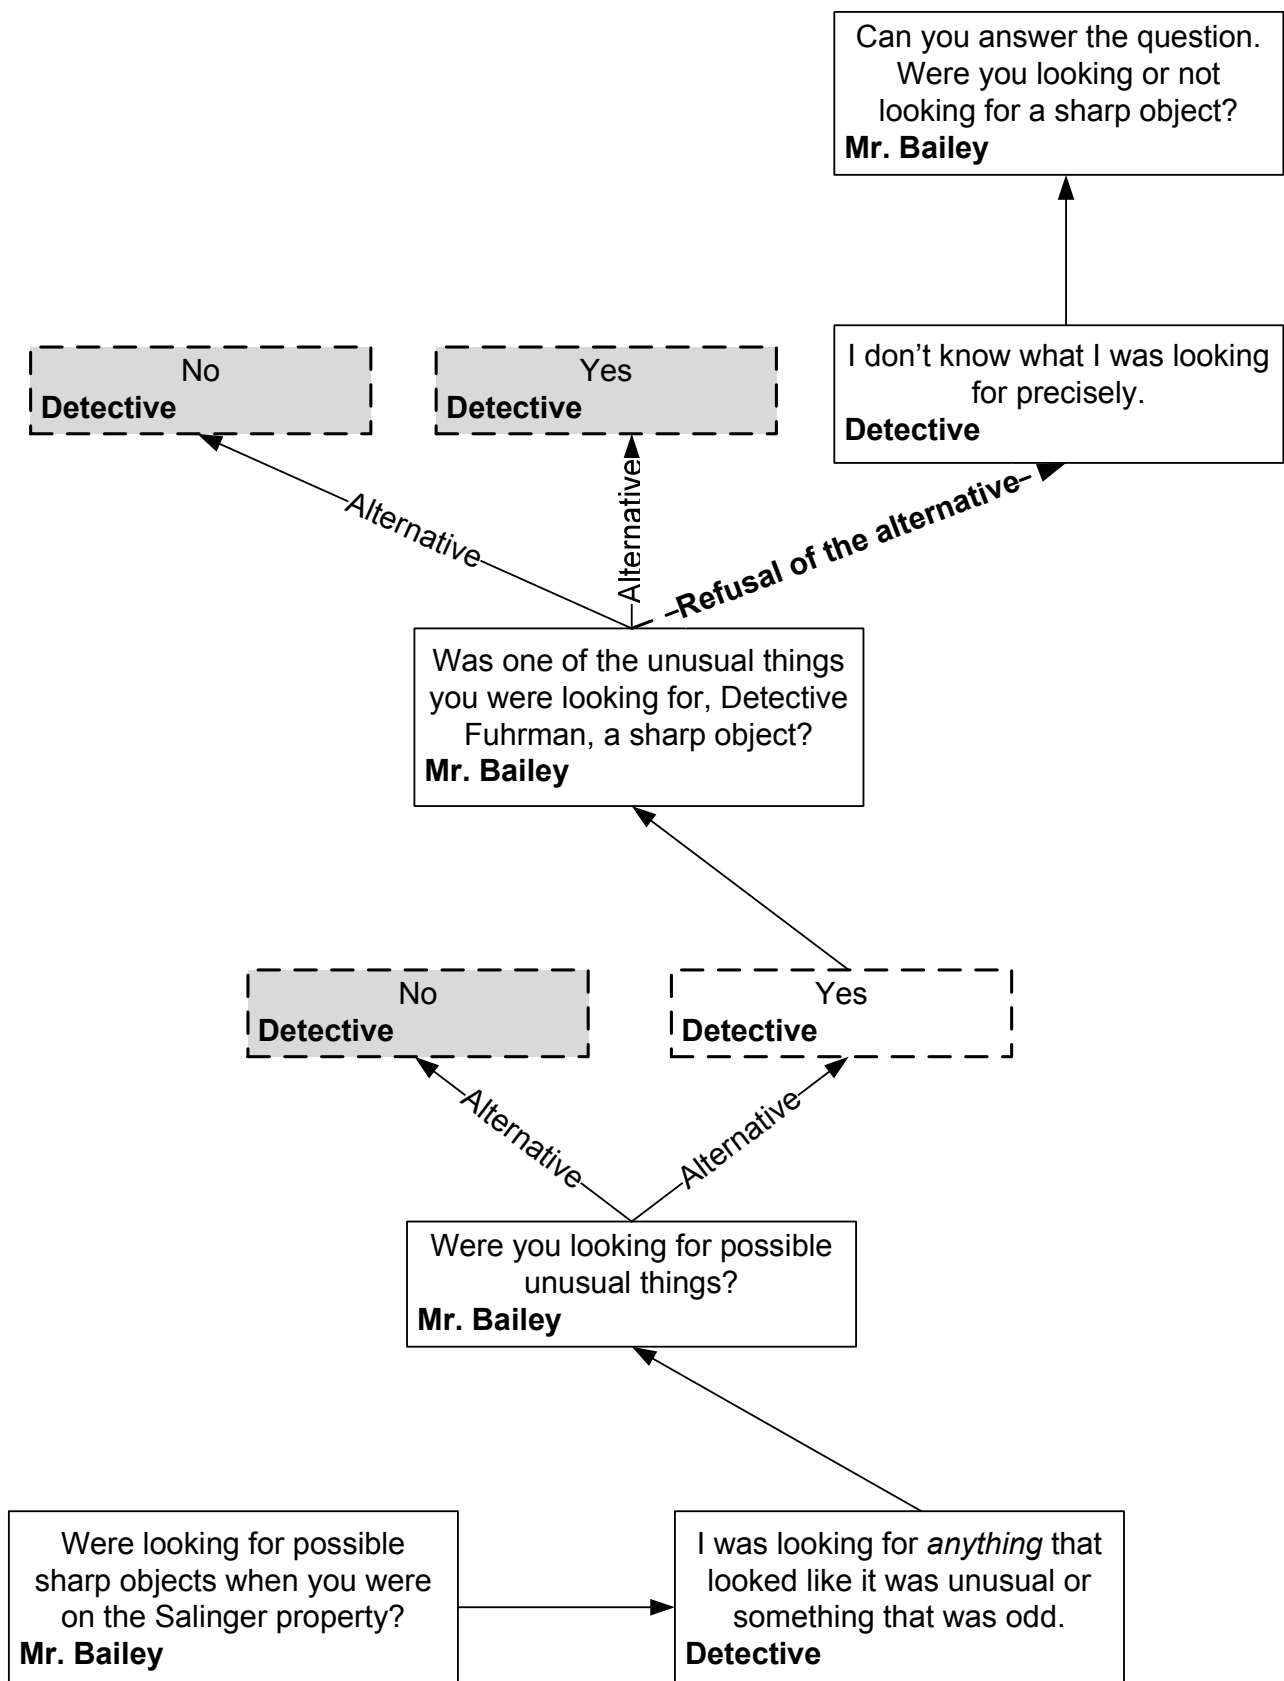 Can you answer the question.
Were you looking or not
looking for a sharp object?
Mr. Bailey
No
Detective
Yes
Detective
I don't know what I was looking
for precisely.
Detective
Alternative
Alternative
Refusal of the alternative
Was one of the unusual things
you were looking for, Detective
Fuhrman, a sharp object?
Mr. Bailey
No
Detective
Yes
Detective
Alternative
Alternative
Were you looking for possible
unusual things?
Mr. Bailey
Were looking for possible
sharp objects when you were
on the Salinger property?
Mr. Bailey
I was looking for anything that
looked like it was unusual or
something that was odd.
Detective